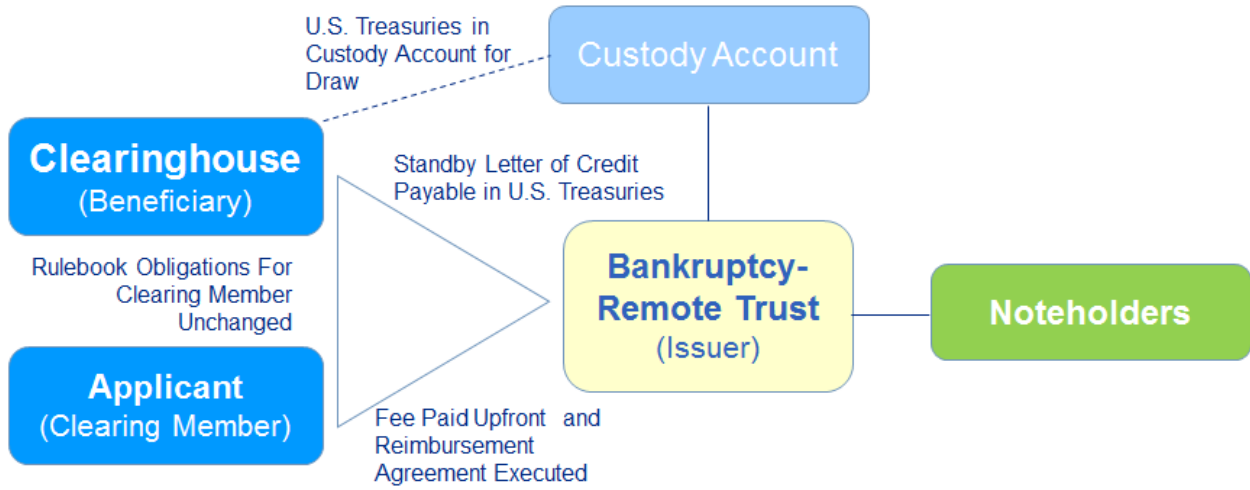 U.S. Treasuries in
Custody Account for
Draw
Custody Account
Clearinghouse
(Beneficiary)
Standby Letter of Credit
Payable in U.S. Treasuries
Rulebook Obligations For
Clearing Member
Unchanged
Bankruptcy-
Remote Trust
(Issuer)
Noteholders
Applicant
(Clearing Member)
Fee Paid Upfront and
Reimbursement
Agreement Executed